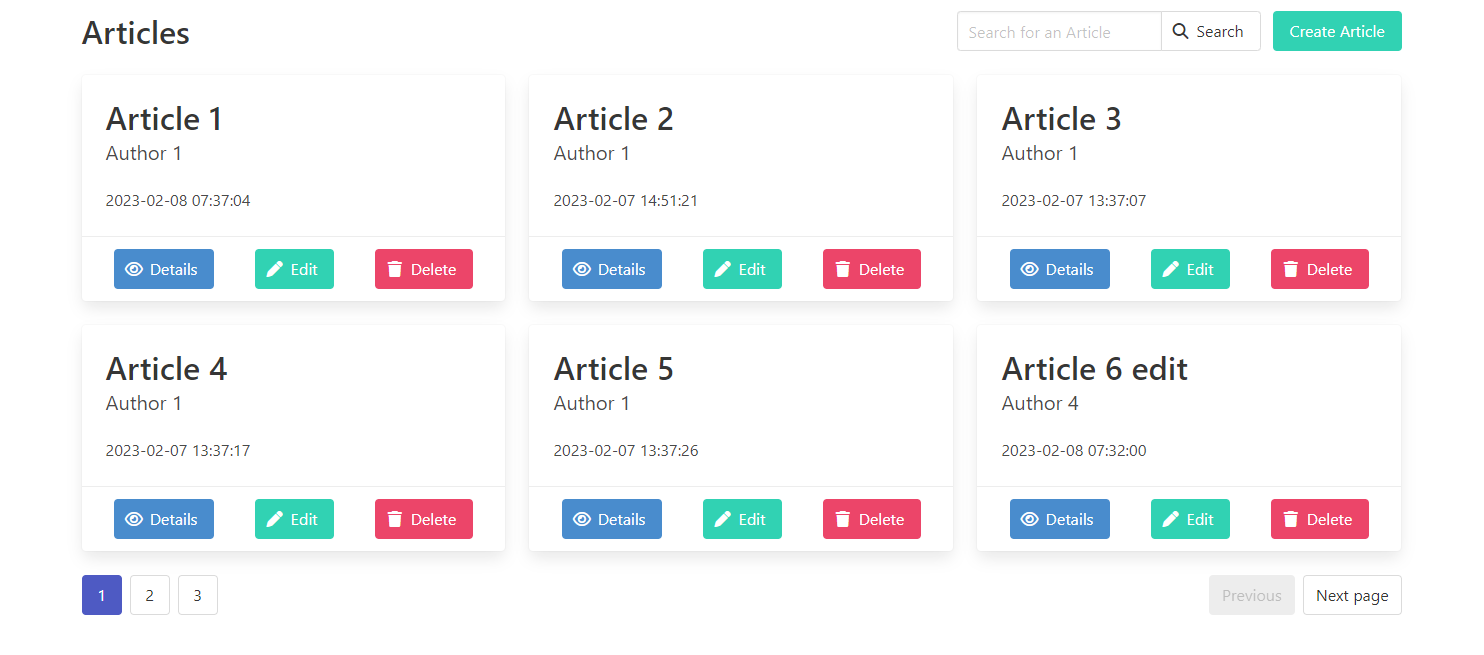 Articles
Search for an Article Search Create Article
Article 1
Author 1
2023-02-08 07:37:04
Details Edit Delete
Article 2
Author 1
2023-02-07 14:51:21
Details Edit Delete
Article 3
Author 1
2023-02-07 13:37:07
Details Edit Delete
Article 4
Author 1
2023-02-07 13:37:17
Details Edit Delete
Article 5
Author 1
2023-02-07 13:37:26
Details Edit Delete
Article 6 edit
Author 4
2023-02-08 07:32:00
Details Edit Delete
1 2 3 Previous Next page